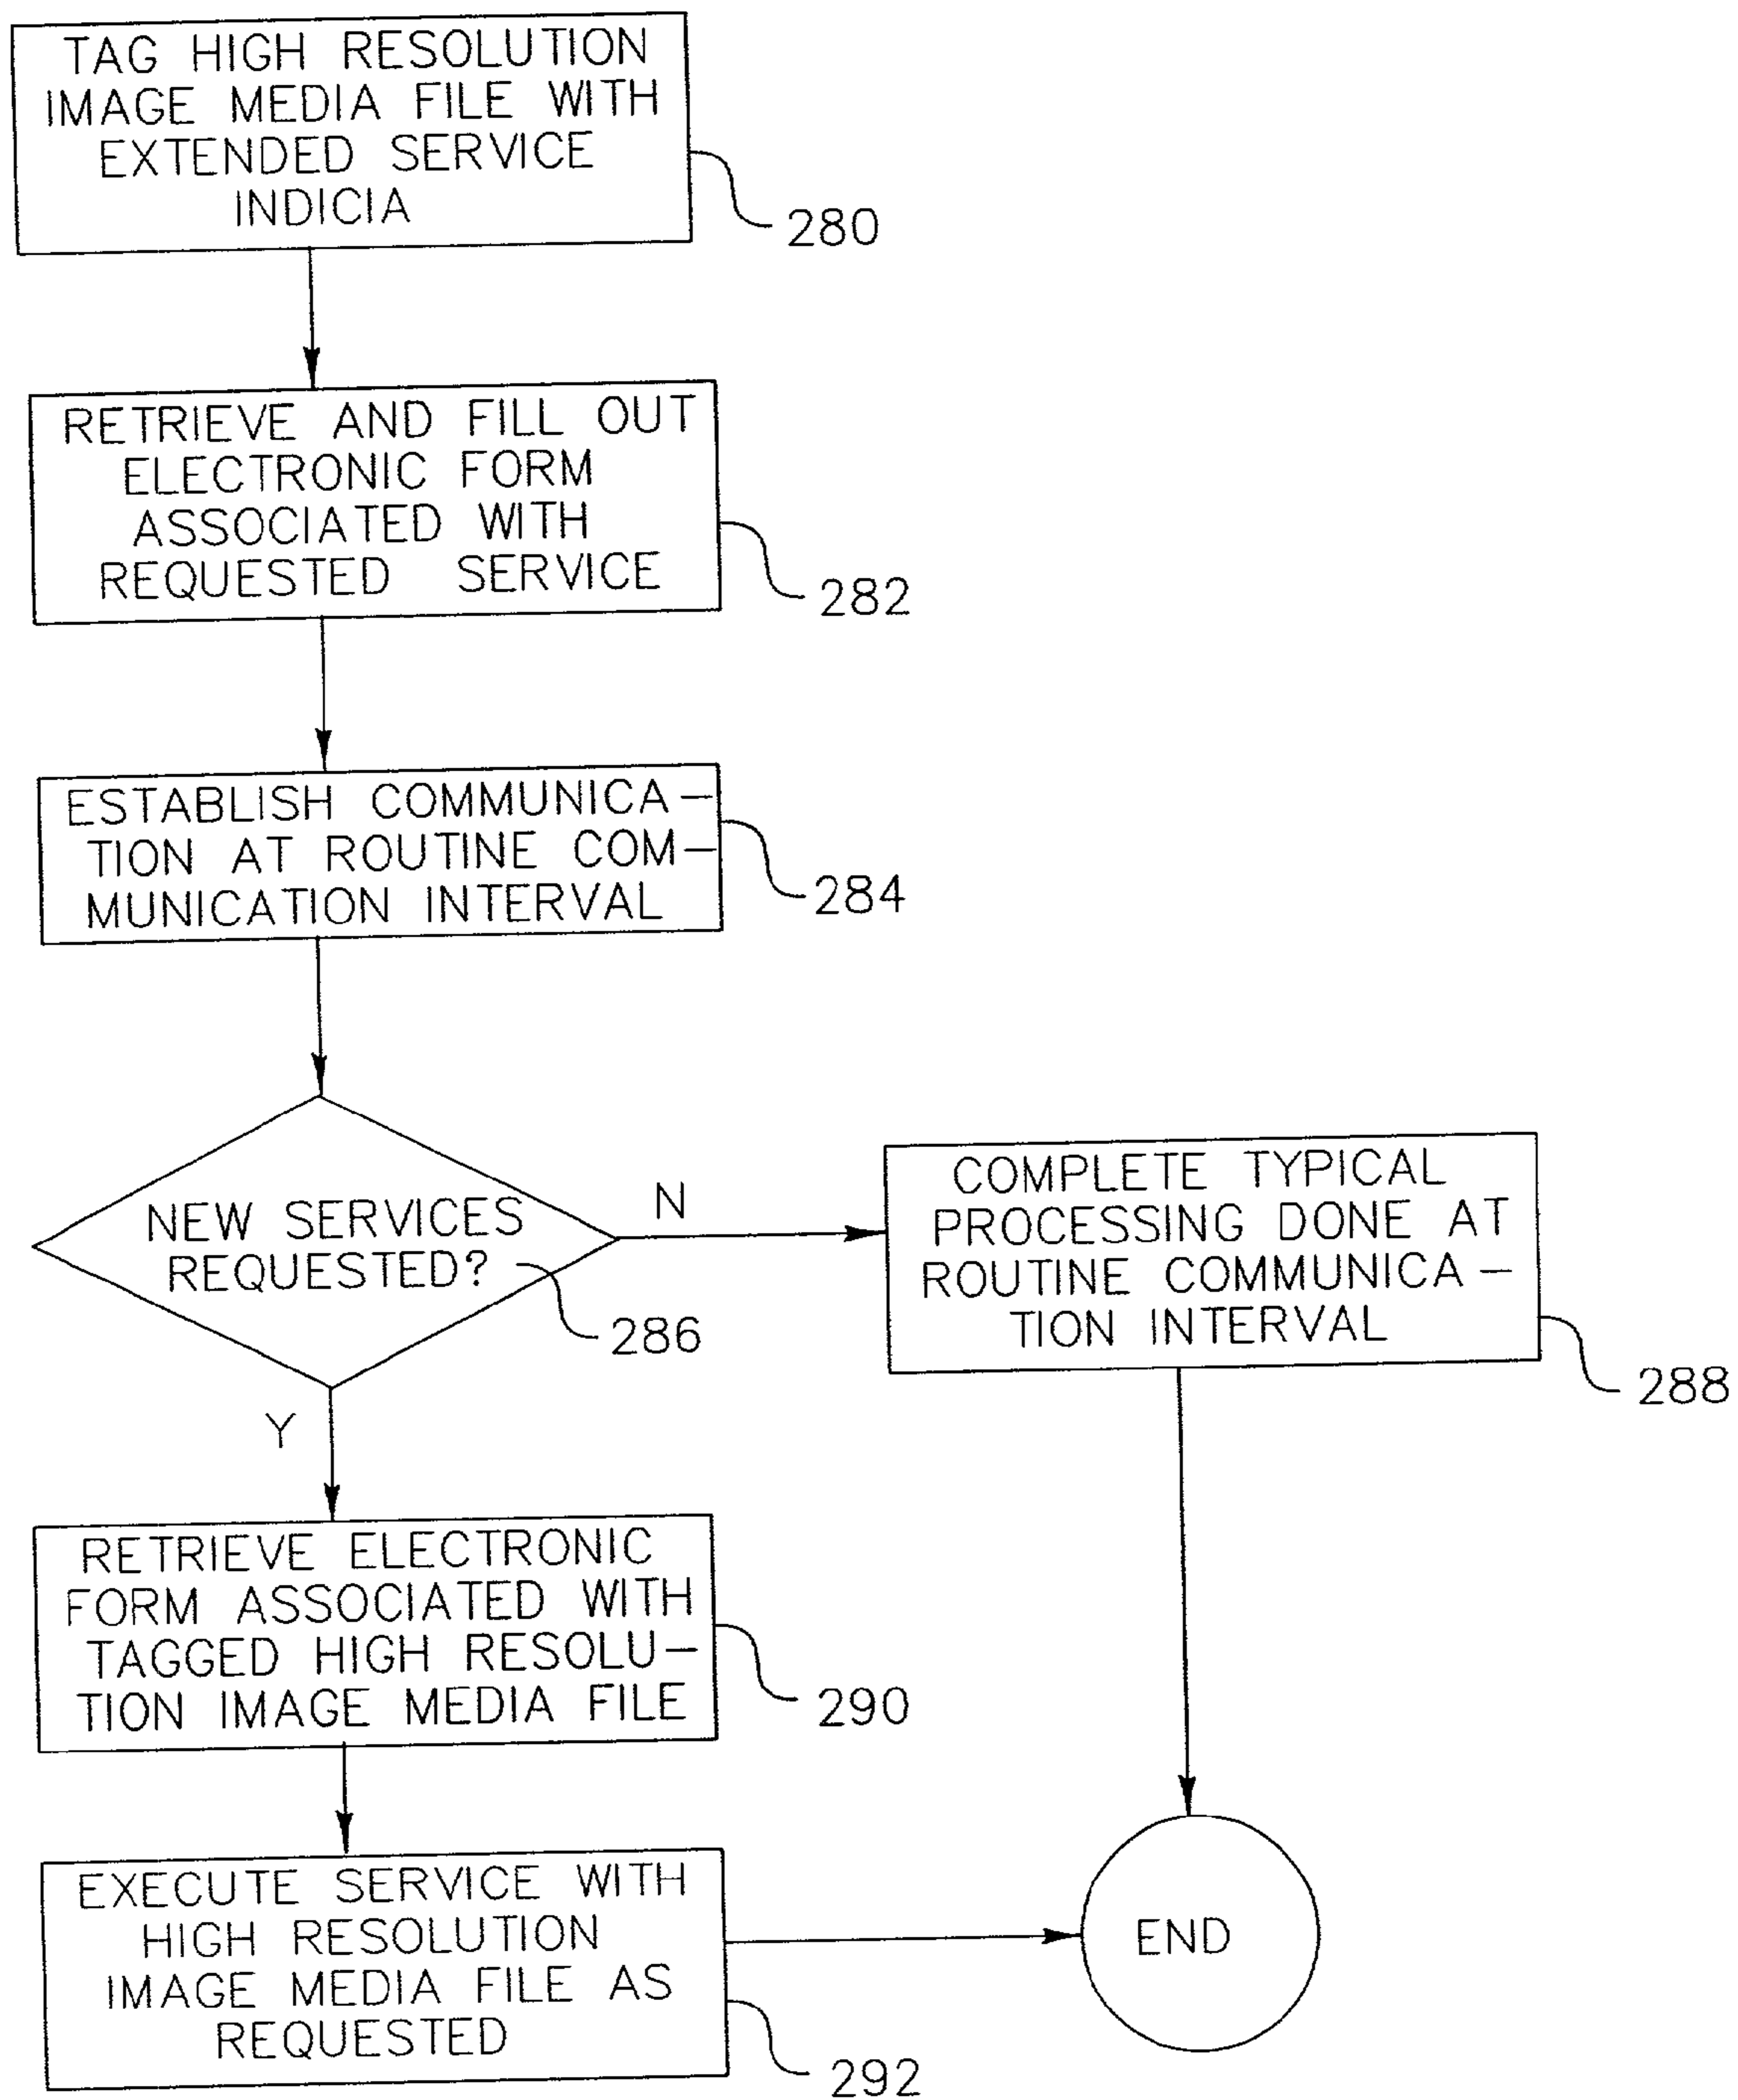 TAG HIGH RESOLUTION
IMAGE MEDIA FILE WITH
EXTENDED SERVICE
INDICIA
280
RETRIEVE AND FILL OUT
ELECTRONIC FORM
ASSOCIATED WITH
REQUESTED SERVICE
282
ESTABLISH COMMUNICA-
TION AT ROUTINE COM-
MUNICATION INTERVAL
284
NEW SERVICES
REQUESTED?
286
N
COMPLETE TYPICAL
PROCESSING DONE AT
ROUTINE COMMUNICA-
TION INTERVAL
288
Y
RETRIEVE ELECTRONIC
FORM ASSOCIATED WITH
TAGGED HIGH RESOLU-
TION IMAGE MEDIA FILE
290
EXECUTE SERVICE WITH
HIGH RESOLUTION
IMAGE MEDIA FILE AS
REQUESTED
292
END